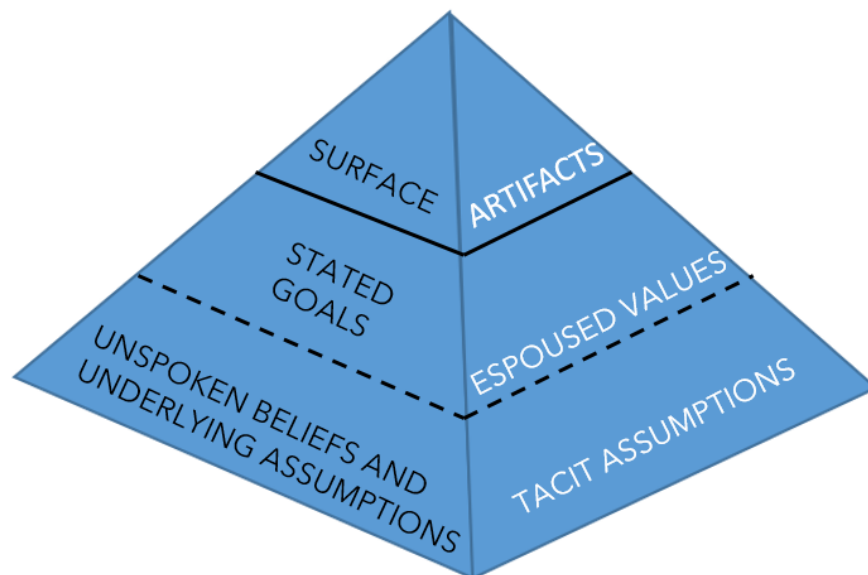 SURFACE
ARTIFACTS
STATED
GOALS
ESPOUSED VALUES
UNSPOKEN BELIEFS AND
UNDERLYING ASSUMPTIONS
TACIT ASSUMPTIONS